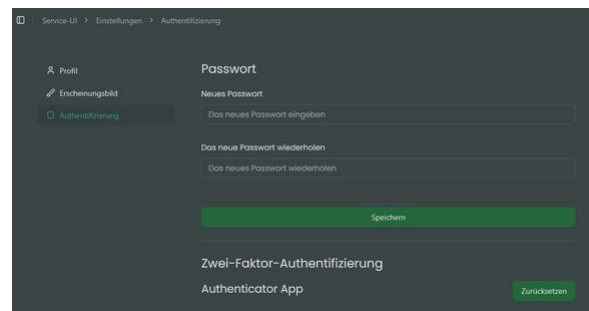 Service-UI > Einstellungen > Authentifizierung
Profil
Erscheinungsbild
Authentifizierung
Passwort
Neues Passwort
Das neue Passwort eingeben
Das neue Passwort wiederholen
Das neue Passwort wiederholen
Speichern
Zwei-Faktor-Authentifizierung
Authenticator App
Zurücksetzen